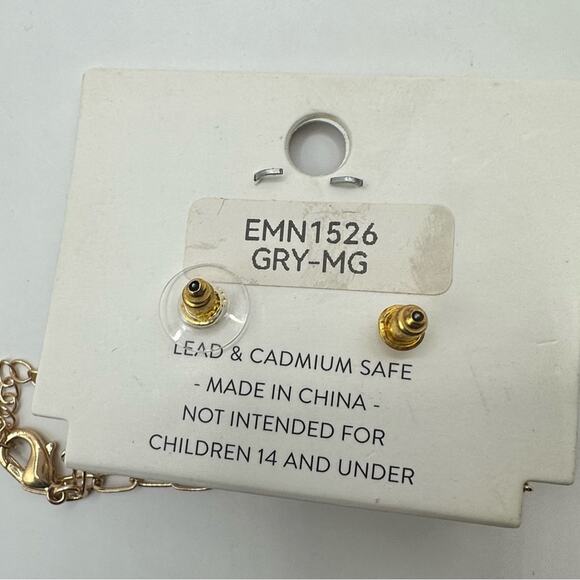 EMN1526
GRY-MG
LEAD & CADMIUM SAFE
- MADE IN CHINA -
NOT INTENDED FOR
CHILDREN 14 AND UNDER